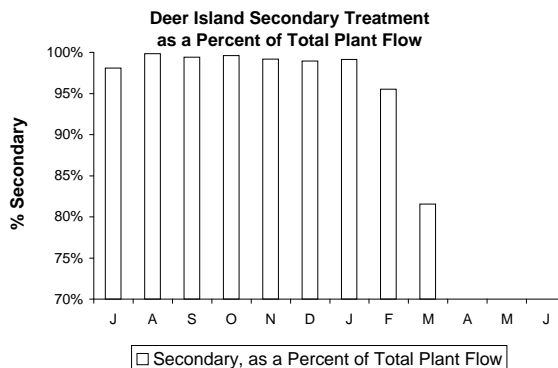 Deer Island Secondary Treatment
as a Percent of Total Plant Flow
100%
95%
90%
85%
80%
75%
70%
% Secondary
J A S O N D J F M A M J
Secondary, as a Percent of Total Plant Flow